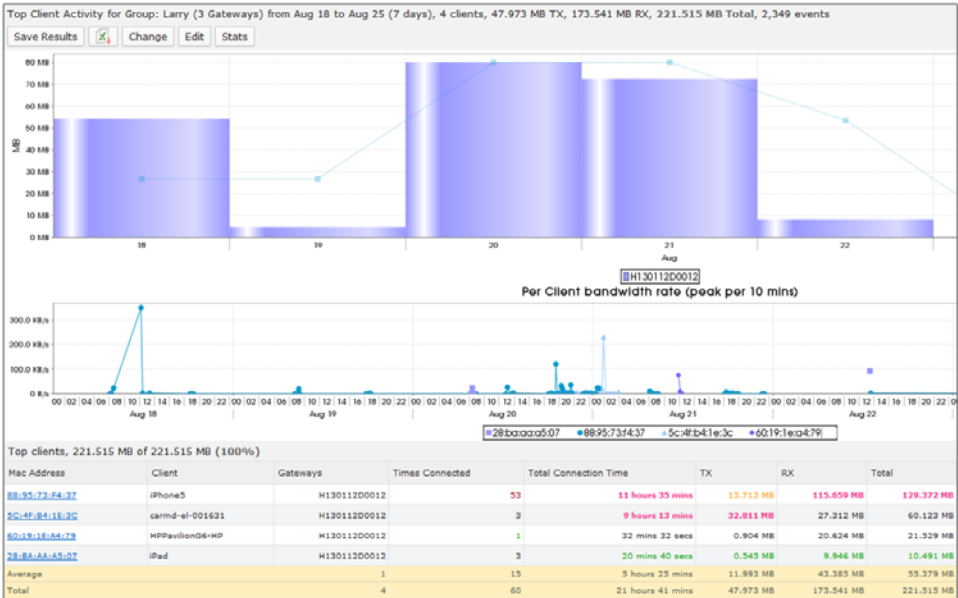 Top Client Activity for Group: Larry (3 Gateways) from Aug 18 to Aug 25 (7 days), 4 clients, 47.973 MB TX, 173.541 MB RX, 221.515 MB Total, 2,349 events
Save Results Change Edit Stats
80 MB
70 MB
60 MB
50 MB
40 MB
30 MB
20 MB
10 MB
0 MB
MB
18 19 20 21 22
Aug
H130112D0012
Per Client bandwidth rate (peak per 10 mins)
300.0 KB/s
200.0 KB/s
100.0 KB/s
0 B/s
00 02 04 06 08 10 12 14 16 18 20 22 00 02 04 06 08 10 12 14 16 18 20 22 00 02 04 06 08 10 12 14 16 18 20 22 00 02 04 06 08 10 12 14 16 18 20 22 00 02 04 06 08 10 12 14 16 18 20 22
Aug 18 Aug 19 Aug 20 Aug 21 Aug 22
28:ba:aa:a5:07 88:95:73:f4:37 5c:4f:b4:1e:3c 60:19:1e:a4:79
Top clients, 221.515 MB of 221.515 MB (100%)
Mac Address Client Gateways Times Connected Total Connection Time TX RX Total
88:95:73:F4:37 iPhone5 H130112D0012 53 11 hours 35 mins 13.713 MB 115.659 MB 129.372 MB
5C:4F:B4:1E:3C carmd-el-001631 H130112D0012 3 9 hours 13 mins 32.811 MB 27.312 MB 60.123 MB
60:19:1E:A4:79 HPPavilionG6-HP H130112D0012 1 32 mins 32 secs 0.904 MB 20.624 MB 21.529 MB
28:BA:AA:A5:07 iPad H130112D0012 3 20 mins 40 secs 0.545 MB 9.946 MB 10.491 MB
Average 1 15 5 hours 25 mins 11.993 MB 43.385 MB 55.379 MB
Total 4 60 21 hours 41 mins 47.973 MB 173.541 MB 221.515 MB